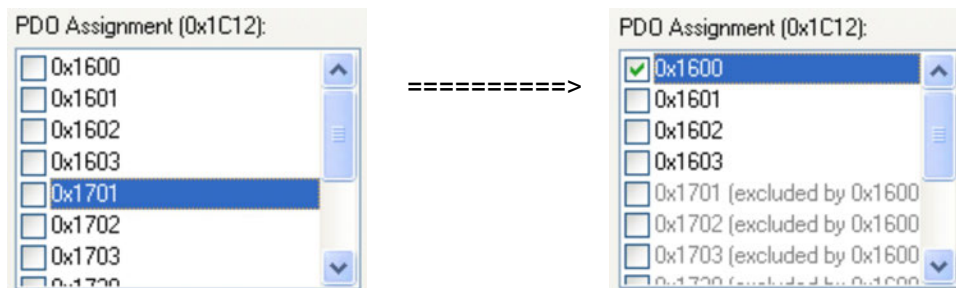 PDO Assignment (0x1C12):
0x1600
0x1601
0x1602
0x1603
0x1701
0x1702
0x1703
==========>
PDO Assignment (0x1C12):
0x1600
0x1601
0x1602
0x1603
0x1701 (excluded by 0x1600
0x1702 (excluded by 0x1600
0x1703 (excluded by 0x1600